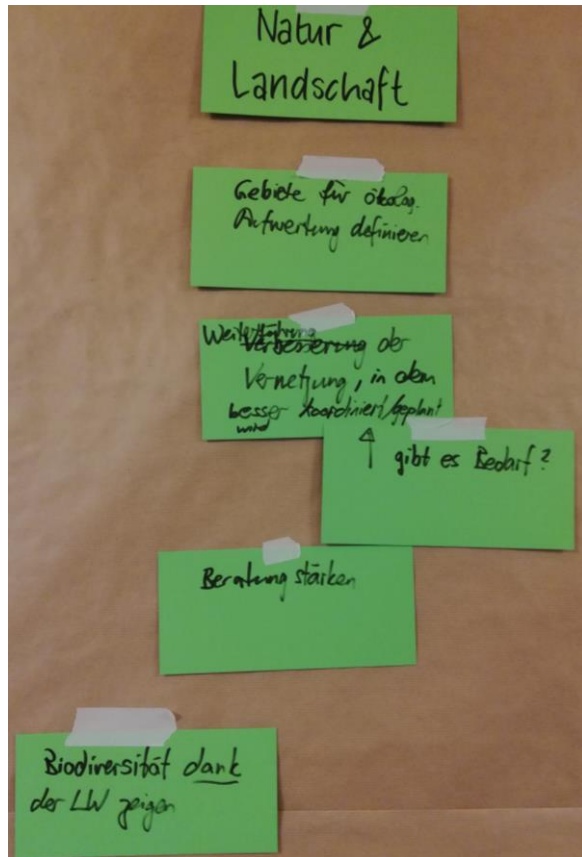 Natur &
Landschaft
Gebiete für ökolog.
Aufwertung definieren
Weiterführung
Verbesserung der
Vernetzung, in dem
besser koordiniert/geplant
wird
↑ gibt es Bedarf?
Beratung stärken
Biodiversität dank
der LW zeigen